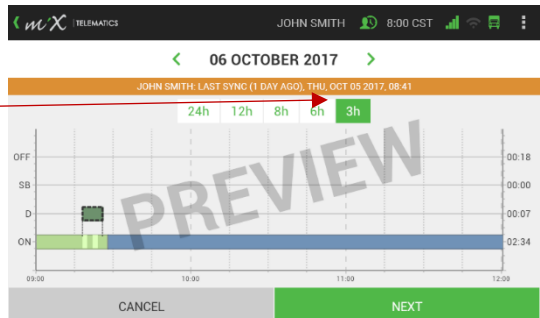 miX TELEMATICS JOHN SMITH 8:00 CST
06 OCTOBER 2017
JOHN SMITH: LAST SYNC (1 DAY AGO), THU, OCT 05 2017, 08:41
24h 12h 8h 6h 3h
OFF 00:18
SB 00:00
D 00:07
ON 02:34
PREVIEW
09:00 10:00 11:00 12:00
CANCEL NEXT